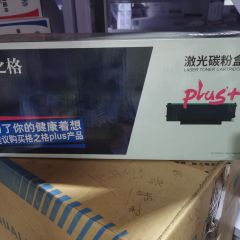 之格
激光碳粉盒
LASER TONER CARTRIDGE
plus+
了你的健康着想
议购买格之格plus产品